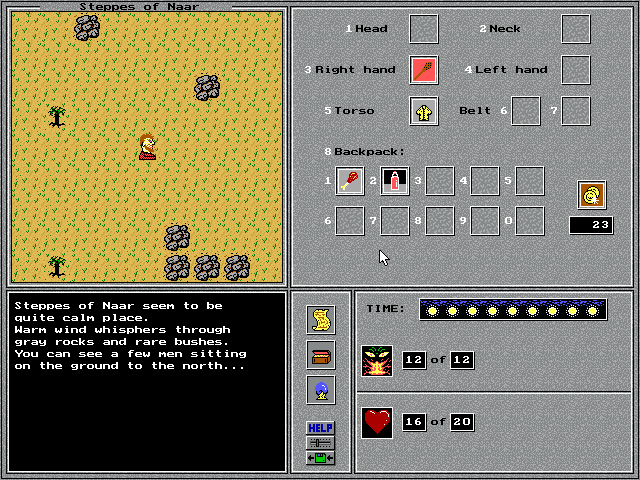 Steppes of Naar
1 Head
2 Neck
3 Right hand
4 Left hand
5 Torso
Belt 6
7
8 Backpack:
1 2 3 4 5
6 7 8 9 0
23
Steppes of Naar seem to be
quite calm place.
Warm wind whisphers through
gray rocks and rare bushes.
You can see a few men sitting
on the ground to the north...
HELP
TIME:
12 of 12
16 of 20